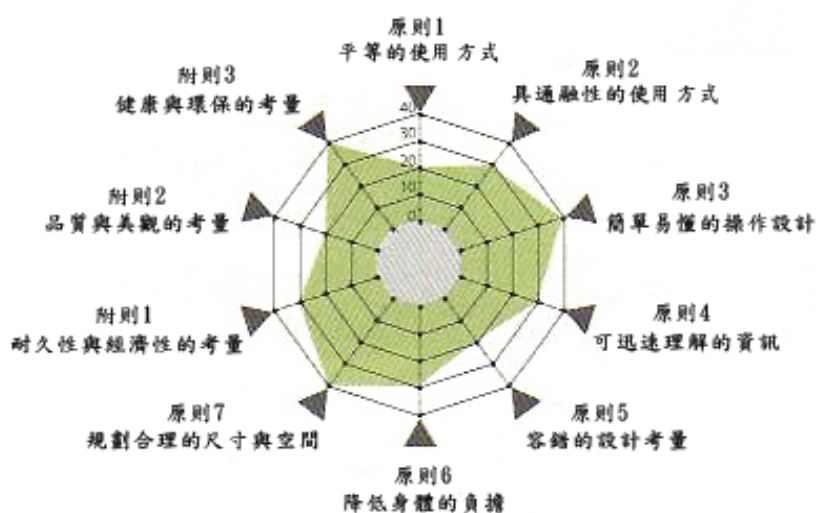 原則1
平等的使用方式
原則2
具通融性的使用方式
原則3
簡單易懂的操作設計
原則4
可迅速理解的資訊
原則5
容錯的設計考量
原則6
降低身體的負擔
原則7
規劃合理的尺寸與空間
附則1
耐久性與經濟性的考量
附則2
品質與美觀的考量
附則3
健康與環保的考量
40
30
20
10
0